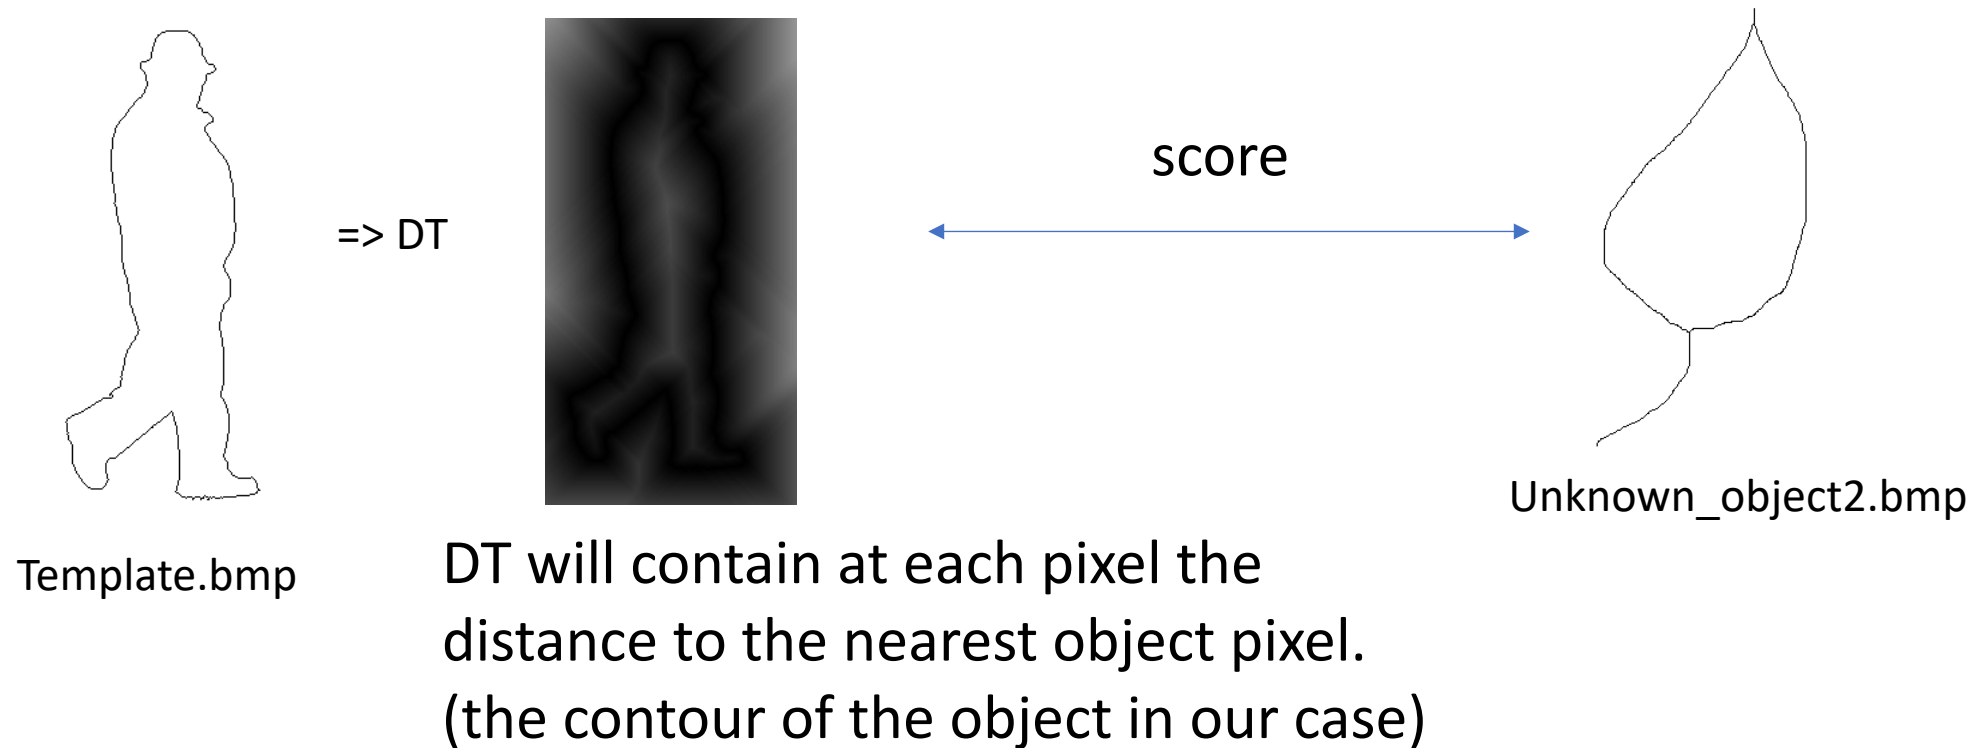 => DT
score
Template.bmp
Unknown_object2.bmp
DT will contain at each pixel the
distance to the nearest object pixel.
(the contour of the object in our case)